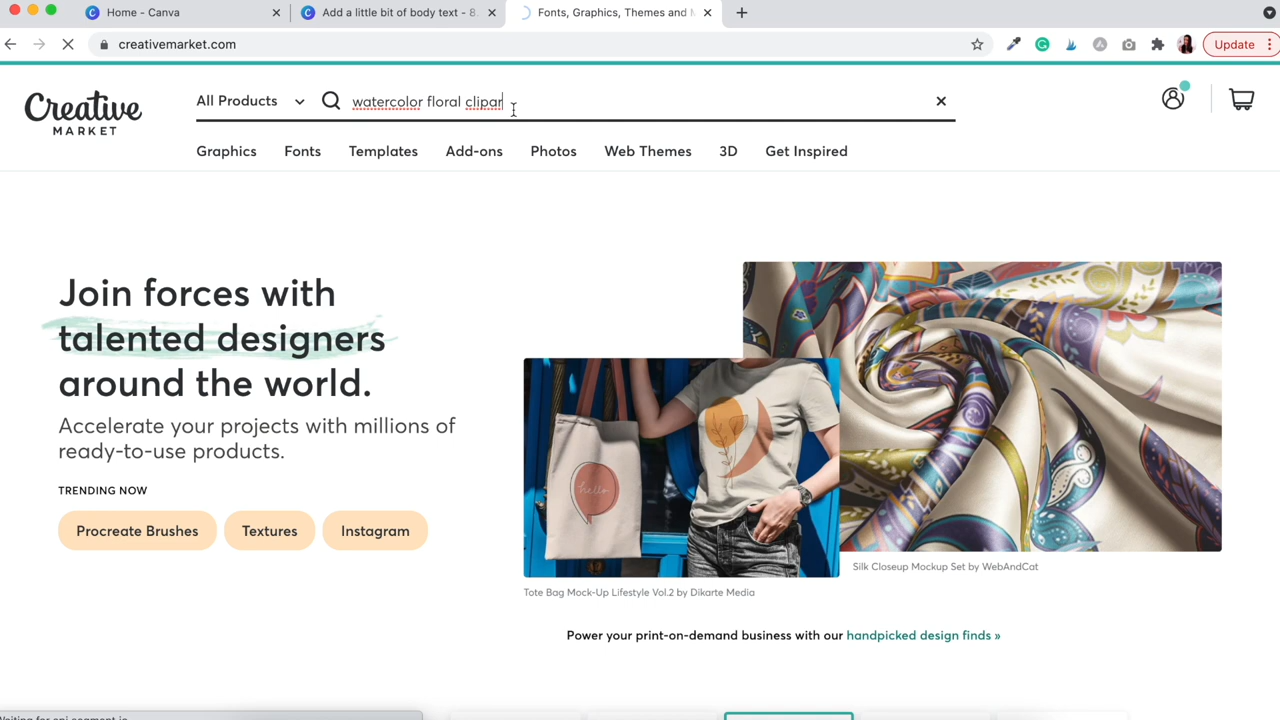 Home - Canva
Add a little bit of body text - 8.
Fonts, Graphics, Themes and
creativemarket.com
Update
Creative
MARKET
All Products
watercolor floral clipar
Graphics
Fonts
Templates
Add-ons
Photos
Web Themes
3D
Get Inspired
Join forces with
talented designers
around the world.
Accelerate your projects with millions of
ready-to-use products.
TRENDING NOW
Procreate Brushes
Textures
Instagram
hello
Silk Closeup Mockup Set by WebAndCat
Tote Bag Mock-Up Lifestyle Vol.2 by Dikarte Media
Power your print-on-demand business with our handpicked design finds »